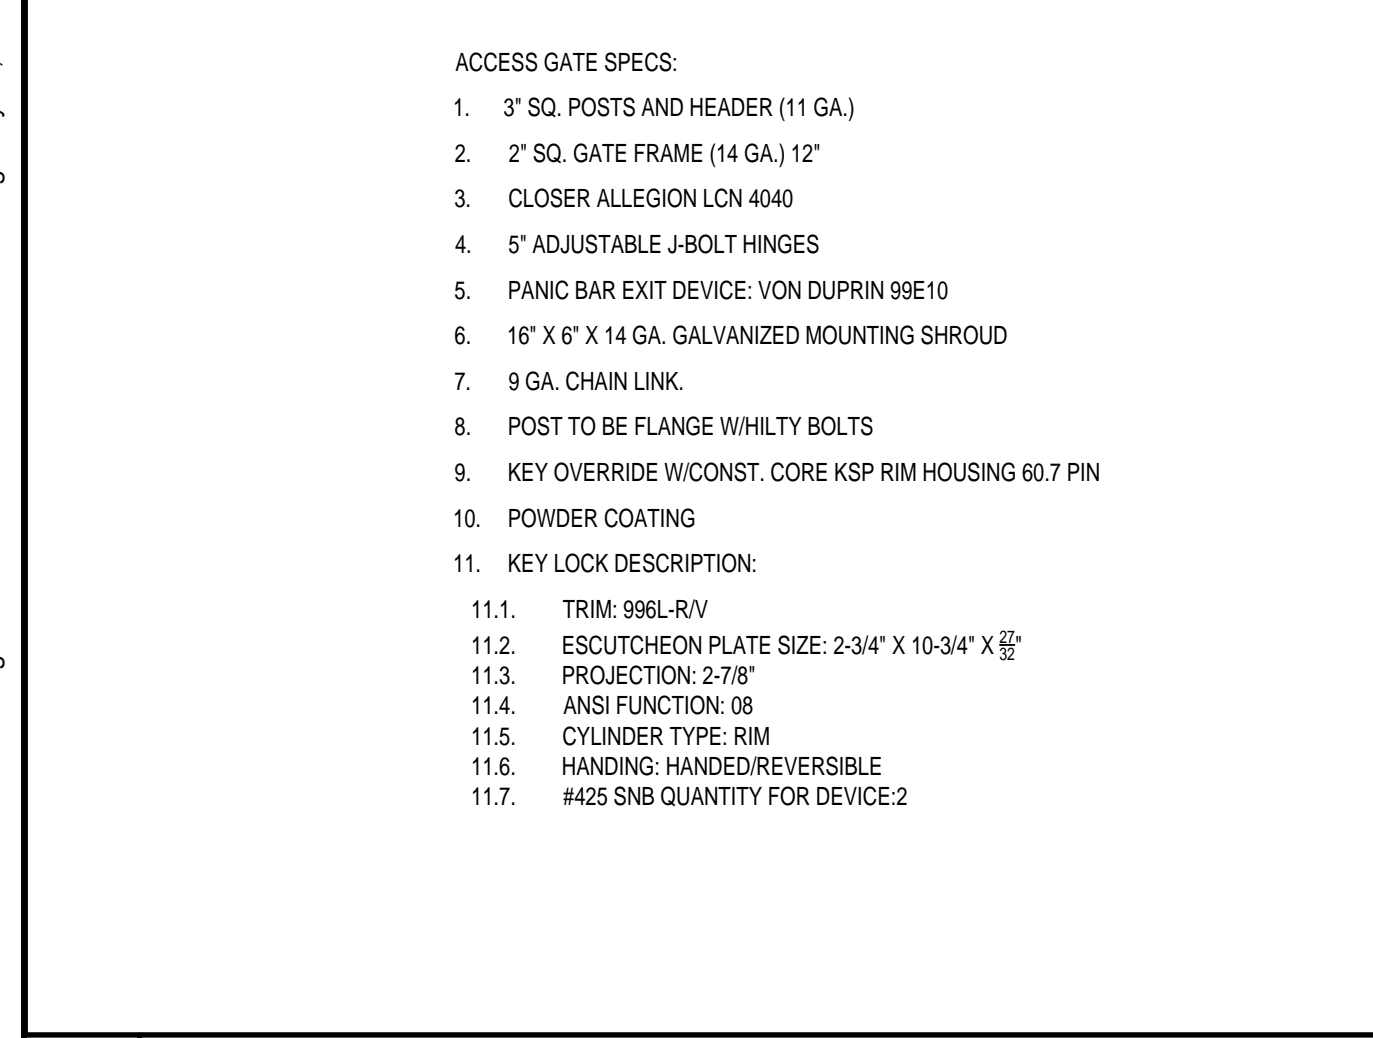 ACCESS GATE SPECS:
1. 3" SQ. POSTS AND HEADER (11 GA.)
2. 2" SQ. GATE FRAME (14 GA.) 12"
3. CLOSER ALLEGION LCN 4040
4. 5" ADJUSTABLE J-BOLT HINGES
5. PANIC BAR EXIT DEVICE: VON DUPRIN 99E10
6. 16" X 6" X 14 GA. GALVANIZED MOUNTING SHROUD
7. 9 GA. CHAIN LINK.
8. POST TO BE FLANGE W/HILTY BOLTS
9. KEY OVERRIDE W/CONST. CORE KSP RIM HOUSING 60.7 PIN
10. POWDER COATING
11. KEY LOCK DESCRIPTION:
11.1. TRIM: 996L-R/V
11.2. ESCUTCHEON PLATE SIZE: 2-3/4" X 10-3/4" X 27/32"
11.3. PROJECTION: 2-7/8"
11.4. ANSI FUNCTION: 08
11.5. CYLINDER TYPE: RIM
11.6. HANDING: HANDED/REVERSIBLE
11.7. #425 SNB QUANTITY FOR DEVICE:2